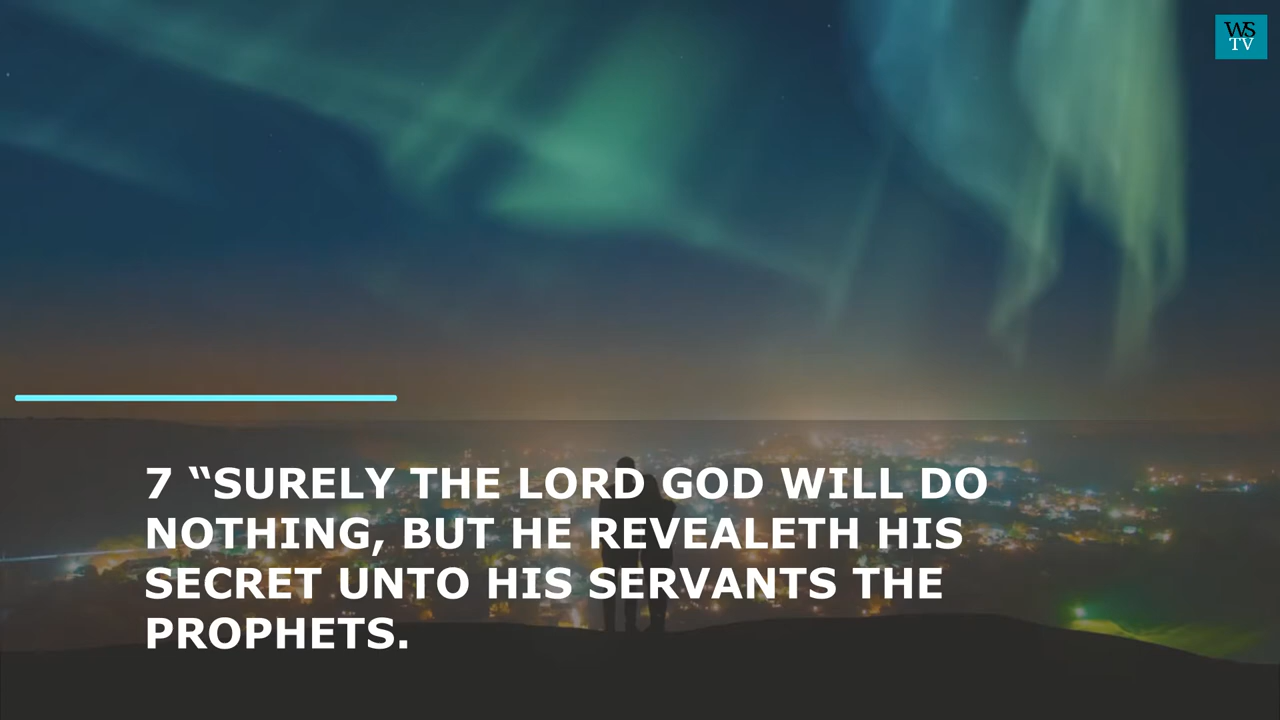 WS
TV
7 “SURELY THE LORD GOD WILL DO
NOTHING, BUT HE REVEALETH HIS
SECRET UNTO HIS SERVANTS THE
PROPHETS.